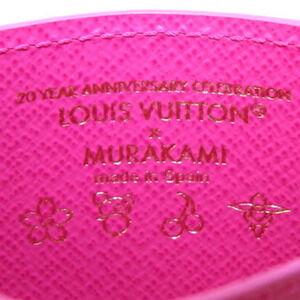 20 YEAR ANNIVERSARY CELEBRATION
LOUIS VUITTON®
×
MURAKAMI
made in Spain